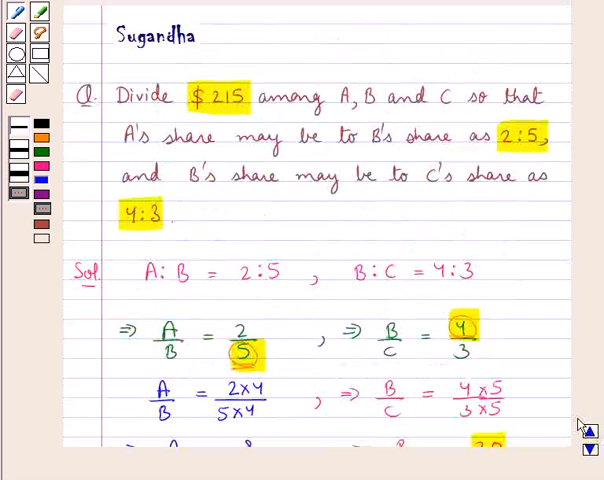 Sugandha
Q. Divide $ 215 among A, B and C so that
A's share may be to B's share as 2:5,
and B's share may be to C's share as
4:3.
Sol. A:B = 2:5 , B:C = 4:3
⇒ A/B = 2/5 , ⇒ B/C = 4/3
A/B = 2×4/5×4 , ⇒ B/C = 4×5/3×5